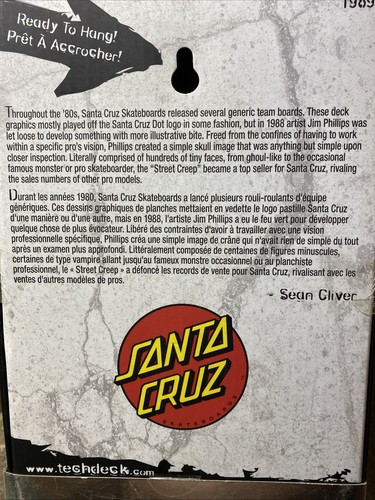 1989
Ready To Hang!
Prêt À Accrocher!
Throughout the '80s, Santa Cruz Skateboards released several generic team boards. These deck
graphics mostly played off the Santa Cruz Dot logo in some fashion, but in 1988 artist Jim Phillips was
let loose to develop something with more illustrative bite. Freed from the confines of having to work
within a specific pro's vision, Phillips created a simple skull image that was anything but simple upon
closer inspection. Literally comprised of hundreds of tiny faces, from ghoul-like to the occasional
famous monster or pro skateboarder, the "Street Creep" became a top seller for Santa Cruz, rivaling
the sales numbers of other pro models.
Durant les années 1980, Santa Cruz Skateboards a lancé plusieurs rouli-roulants d'équipe
génériques. Ces dessins graphiques de planches mettaient en vedette le logo pastille Santa Cruz
d'une manière ou d'une autre, mais en 1988, l'artiste Jim Phillips a eu le feu vert pour développer
quelque chose de plus évocateur. Libéré des contraintes d'avoir à travailler avec une vision
professionnelle spécifique, Phillips créa une simple image de crâne qui n'avait rien de simple du tout
après un examen plus approfondi. Littéralement composée de centaines de figures minuscules,
certaines de type vampire allant jusqu'au fameux monstre occasionnel ou au planchiste
professionnel, le « Street Creep » a défoncé les records de vente pour Santa Cruz, rivalisant avec les
ventes d'autres modèles de pros.
- Sean Cliver
SANTA
CRUZ
SKATEBOARDS
www.techdeck.com